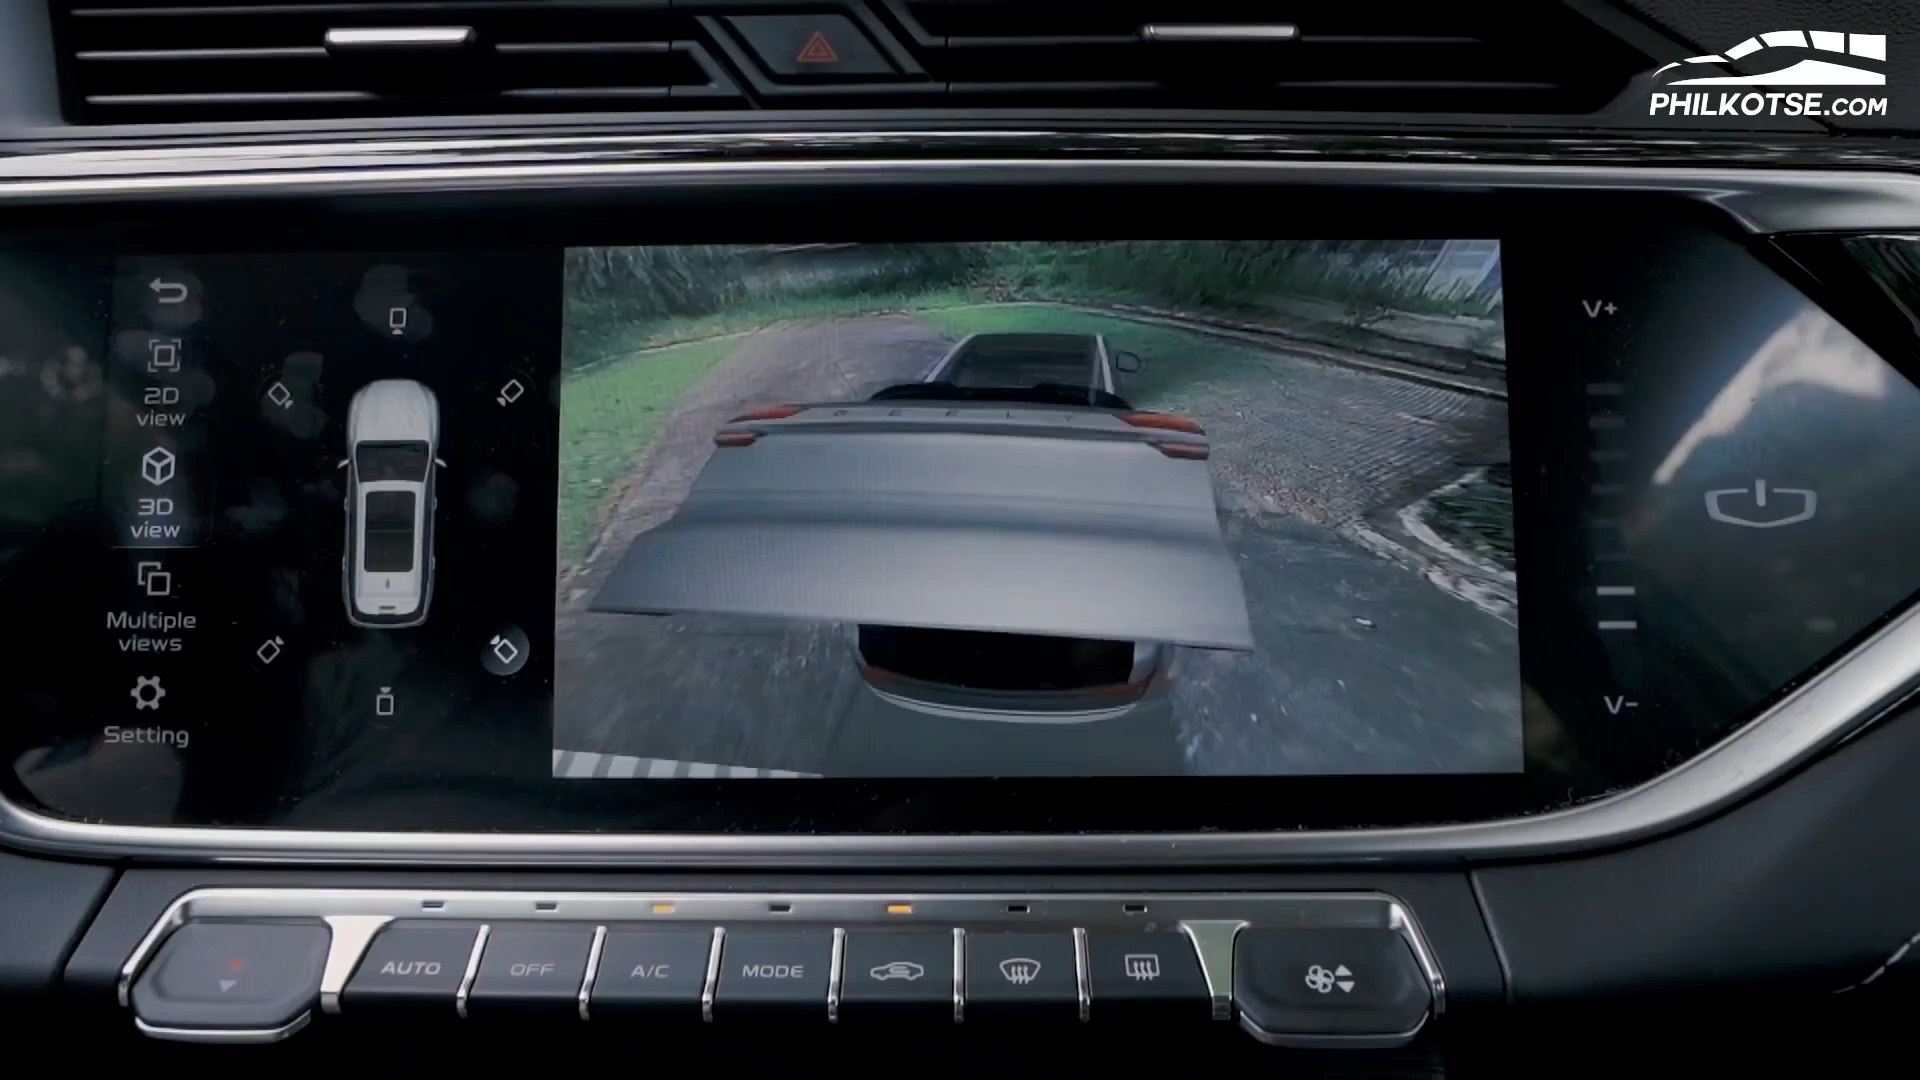 PHILKOTSE.COM
2D
view
3D
view
Multiple
views
Setting
V+
V-
AUTO
OFF
A/C
MODE